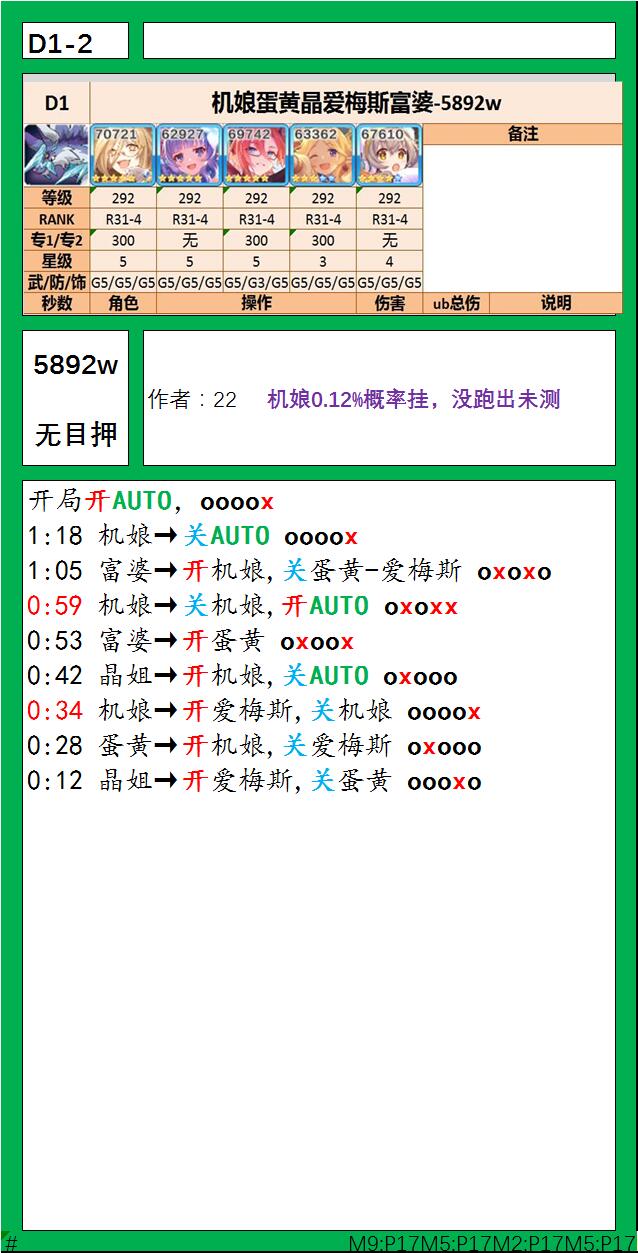 D1-2
D1 机娘蛋黄晶爱梅斯富婆-5892w
70721 62927 69742 63362 67610 备注
等级 292 292 292 292 292
RANK R31-4 R31-4 R31-4 R31-4 R31-4
专1/专2 300 无 300 300 无
星级 5 5 5 3 4
武/防/饰 G5/G5/G5 G5/G5/G5 G5/G3/G5 G5/G5/G5 G5/G5/G5
秒数 角色 操作 伤害 ub总伤 说明
5892w
无目押
作者：22 机娘0.12%概率挂，没跑出未测
开局开AUTO，oooox
1:18 机娘→关AUTO oooox
1:05 富婆→开机娘,关蛋黄-爱梅斯 oxoxo
0:59 机娘→关机娘,开AUTO oxoxx
0:53 富婆→开蛋黄 oxoox
0:42 晶姐→开机娘,关AUTO oxooo
0:34 机娘→开爱梅斯,关机娘 oooox
0:28 蛋黄→开机娘,关爱梅斯 oxooo
0:12 晶姐→开爱梅斯,关蛋黄 oooxo
# M9:P17M5:P17M2:P17M5:P17